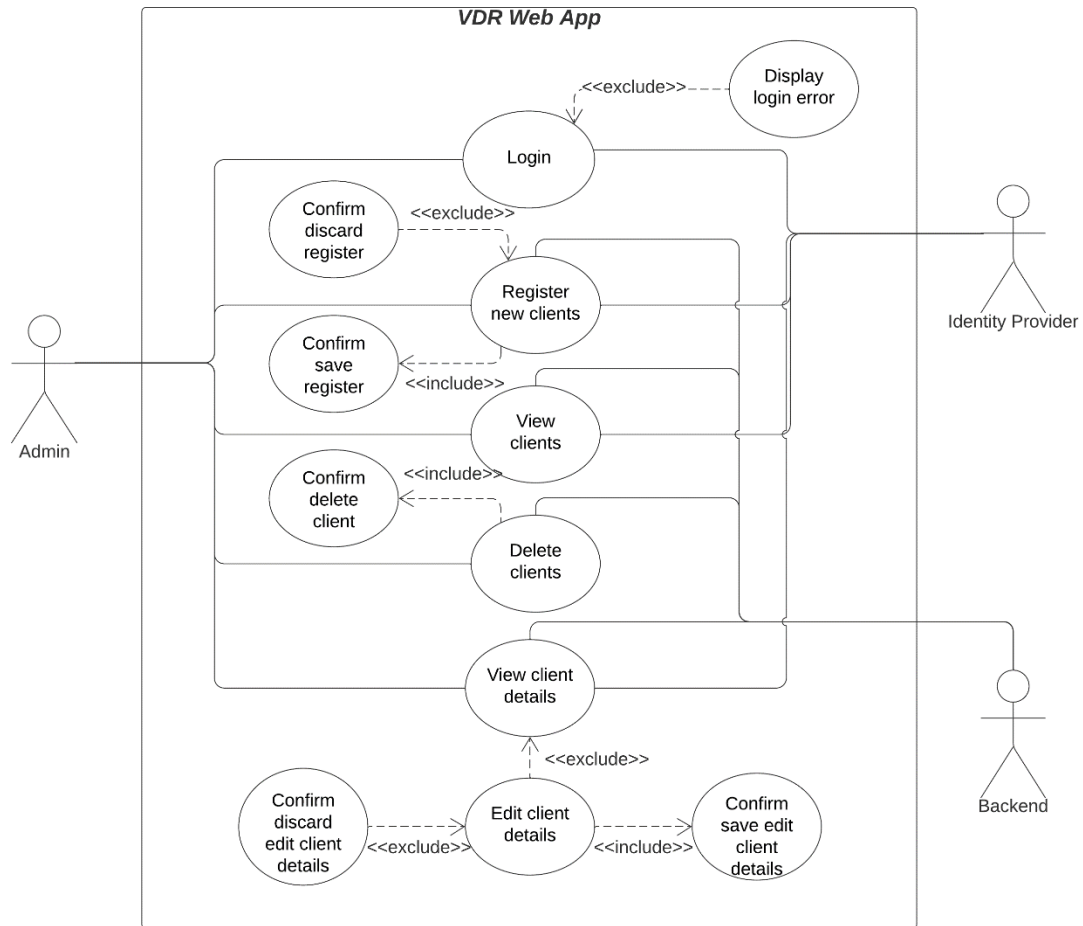 VDR Web App
<<exclude>>
Display
login error
Login
Confirm
discard
register
<<exclude>>
Register
new clients
Identity Provider
Confirm
save
register
<<include>>
Admin
View
clients
<<include>>
Confirm
delete
client
Delete
clients
View client
details
<<exclude>>
Backend
Confirm
discard
edit client
details
<<exclude>>
Edit client
details
<<include>>
Confirm
save edit
client
details